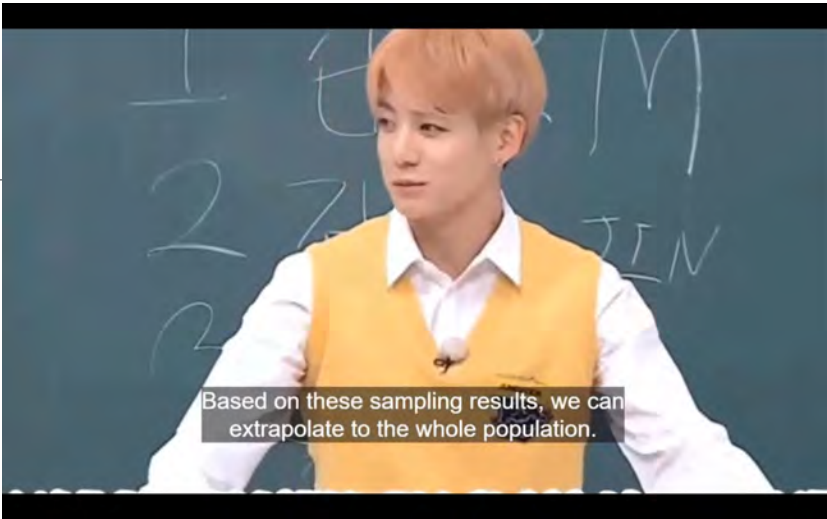 1 M
2 JIN
Based on these sampling results, we can
extrapolate to the whole population.